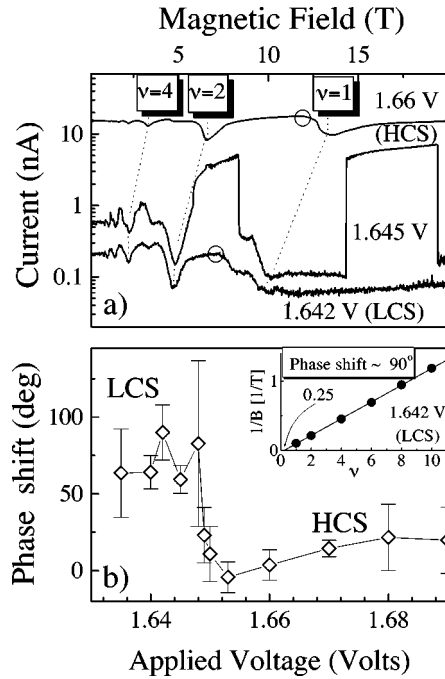 Magnetic Field (T)
5 10 15
ν=4 ν=2 ν=1 1.66 V
(HCS)
Current (nA)
10
1
0.1
1.645 V
1.642 V (LCS)
a)
LCS
Phase shift ~ 90°
0.25
1/B [1/T]
1
0
1.642 V
(LCS)
0 2 4 6 8 10
ν
Phase shift (deg)
100
50
0
HCS
b)
1.64 1.66 1.68
Applied Voltage (Volts)